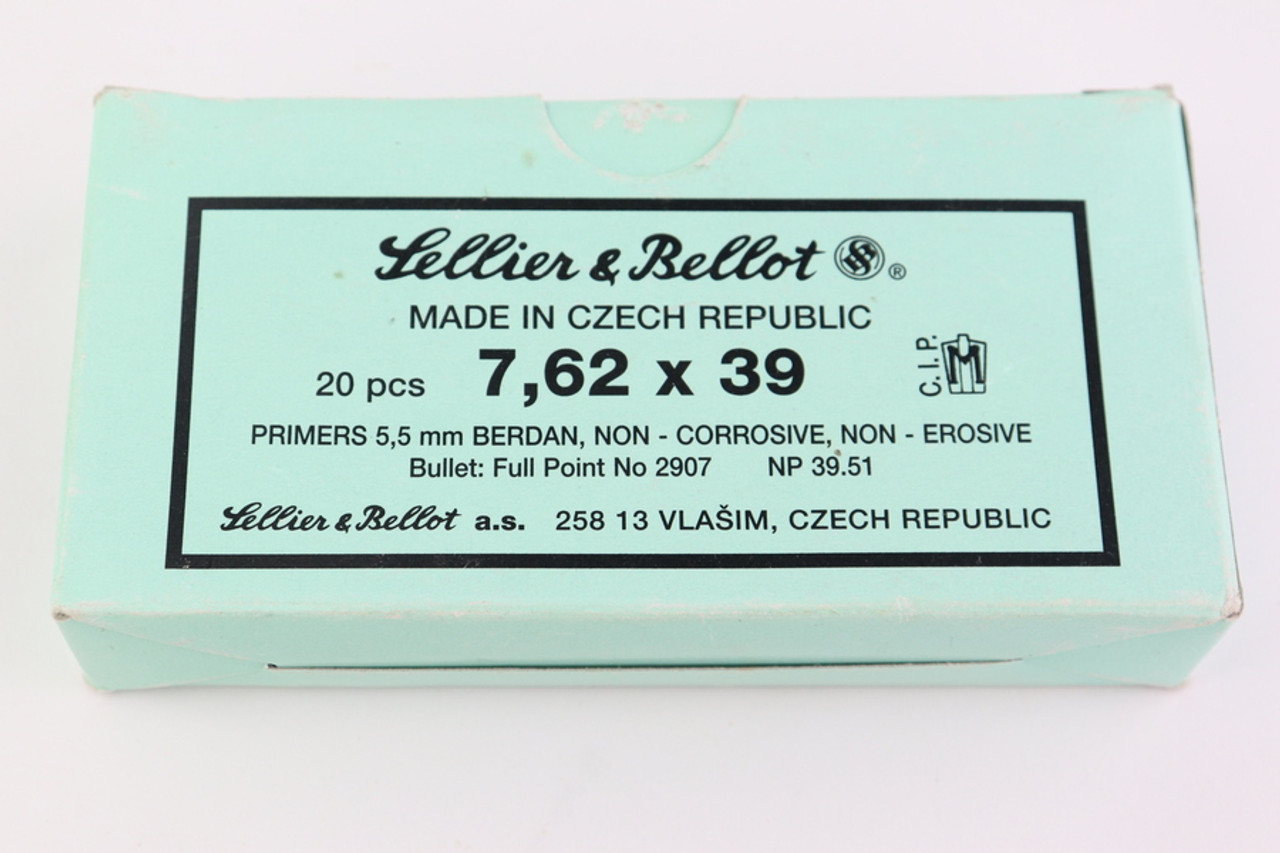 Lellier & Bellot ®
MADE IN CZECH REPUBLIC
20 pcs 7,62 x 39 C.I.P.
PRIMERS 5,5 mm BERDAN, NON - CORROSIVE, NON - EROSIVE
Bullet: Full Point No 2907 NP 39.51
Sellier & Bellot a.s. 258 13 VLAŠIM, CZECH REPUBLIC